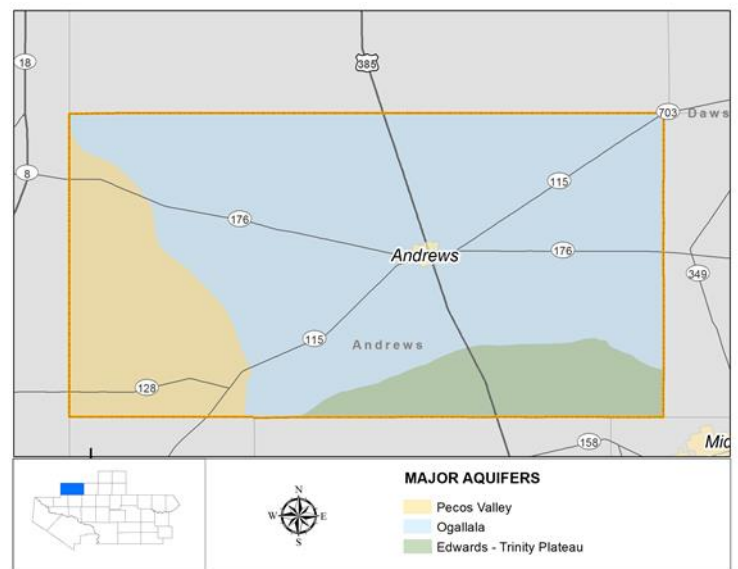 18
385
703
Daws
8
115
176
Andrews
176
349
115
Andrews
128
158
Mic
N
W E
S
MAJOR AQUIFERS
Pecos Valley
Ogallala
Edwards - Trinity Plateau